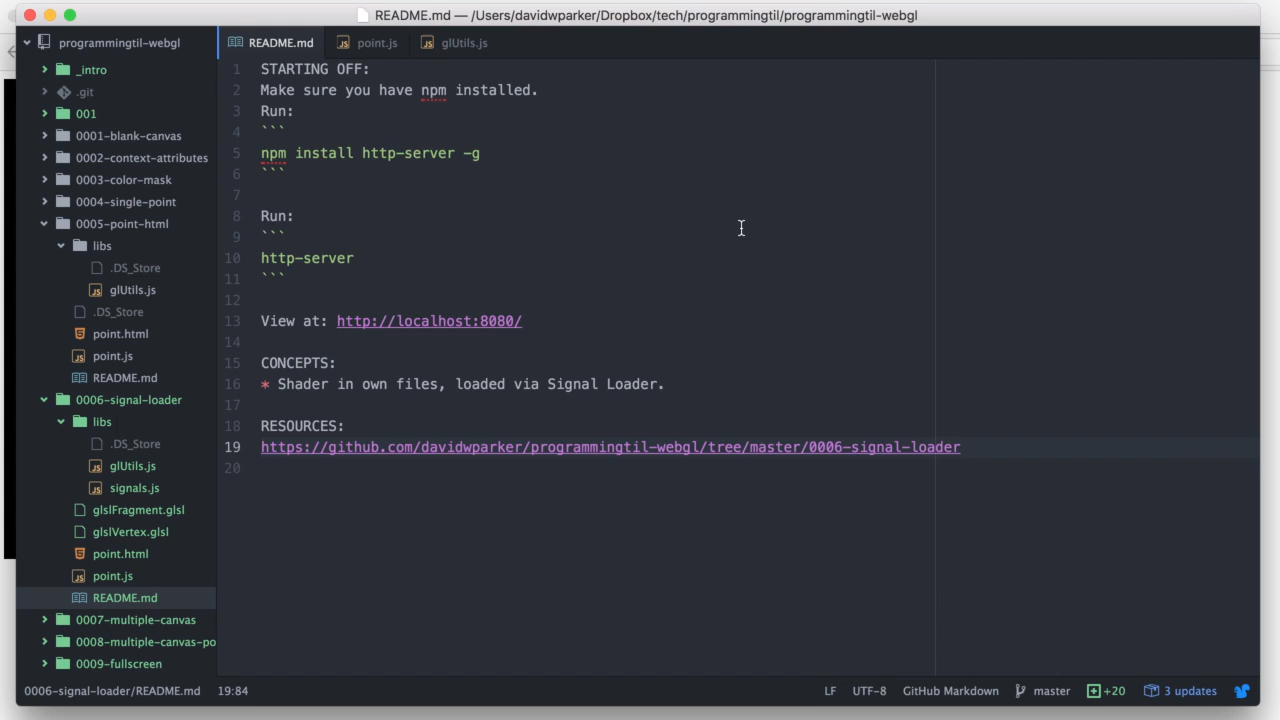 README.md — /Users/davidwparker/Dropbox/tech/programmingtil/programmingtil-webgl
programmingtil-webgl
_intro
.git
001
0001-blank-canvas
0002-context-attributes
0003-color-mask
0004-single-point
0005-point-html
libs
.DS_Store
glUtils.js
.DS_Store
point.html
point.js
README.md
0006-signal-loader
libs
.DS_Store
glUtils.js
signals.js
glslFragment.glsl
glslVertex.glsl
point.html
point.js
README.md
0007-multiple-canvas
0008-multiple-canvas-po
0009-fullscreen
README.md point.js glUtils.js
1 STARTING OFF:
2 Make sure you have npm installed.
3 Run:
4 ```
5 npm install http-server -g
6 ```
7
8 Run:
9 ```
10 http-server
11 ```
12
13 View at: http://localhost:8080/
14
15 CONCEPTS:
16 * Shader in own files, loaded via Signal Loader.
17
18 RESOURCES:
19 https://github.com/davidwparker/programmingtil-webgl/tree/master/0006-signal-loader
20
0006-signal-loader/README.md 19:84 LF UTF-8 GitHub Markdown master +20 3 updates